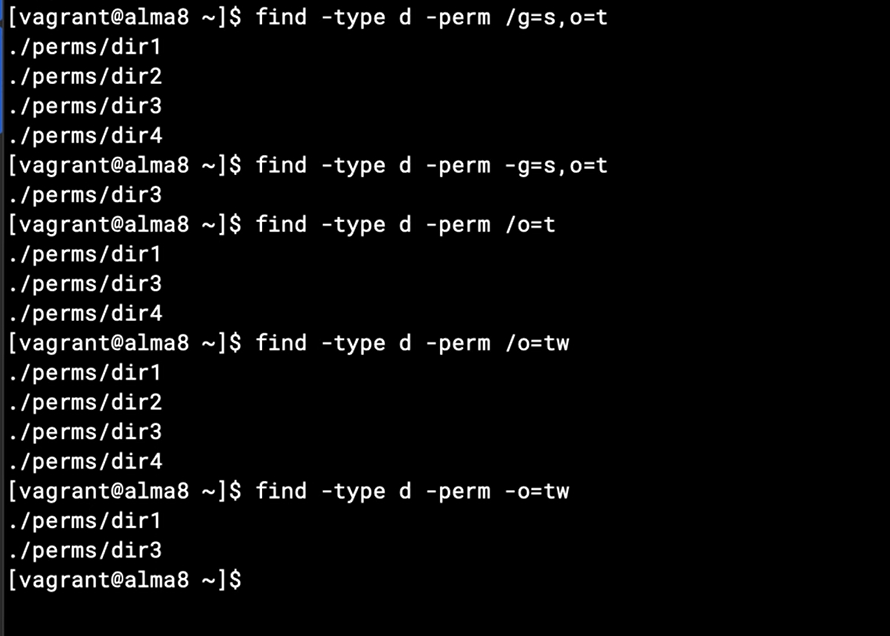 [vagrant@alma8 ~]$ find -type d -perm /g=s,o=t
./perms/dir1
./perms/dir2
./perms/dir3
./perms/dir4
[vagrant@alma8 ~]$ find -type d -perm -g=s,o=t
./perms/dir3
[vagrant@alma8 ~]$ find -type d -perm /o=t
./perms/dir1
./perms/dir3
./perms/dir4
[vagrant@alma8 ~]$ find -type d -perm /o=tw
./perms/dir1
./perms/dir2
./perms/dir3
./perms/dir4
[vagrant@alma8 ~]$ find -type d -perm -o=tw
./perms/dir1
./perms/dir3
[vagrant@alma8 ~]$